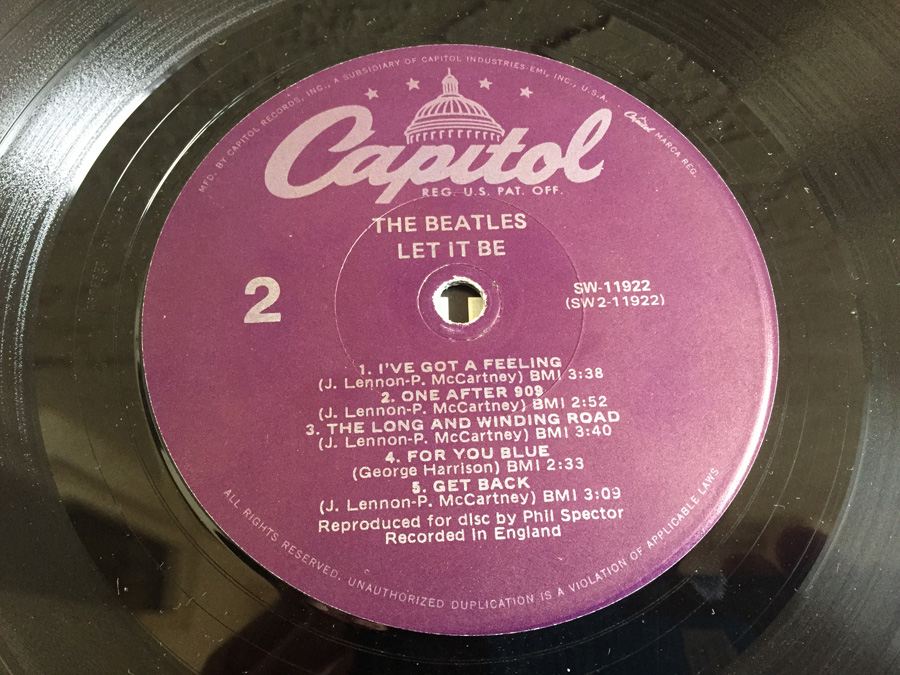 MFD. BY CAPITOL RECORDS, INC., A SUBSIDIARY OF CAPITOL INDUSTRIES-EMI, INC., U.S.A.
Capitol MARCA REG.
Capitol
REG. U.S. PAT. OFF.
THE BEATLES
LET IT BE
2
SW-11922
(SW2-11922)
1. I'VE GOT A FEELING
(J. Lennon-P. McCartney) BMI 3:38
2. ONE AFTER 909
(J. Lennon-P. McCartney) BMI 2:52
3. THE LONG AND WINDING ROAD
(J. Lennon-P. McCartney) BMI 3:40
4. FOR YOU BLUE
(George Harrison) BMI 2:33
5. GET BACK
(J. Lennon-P. McCartney) BMI 3:09
Reproduced for disc by Phil Spector
Recorded in England
ALL RIGHTS RESERVED. UNAUTHORIZED DUPLICATION IS A VIOLATION OF APPLICABLE LAWS